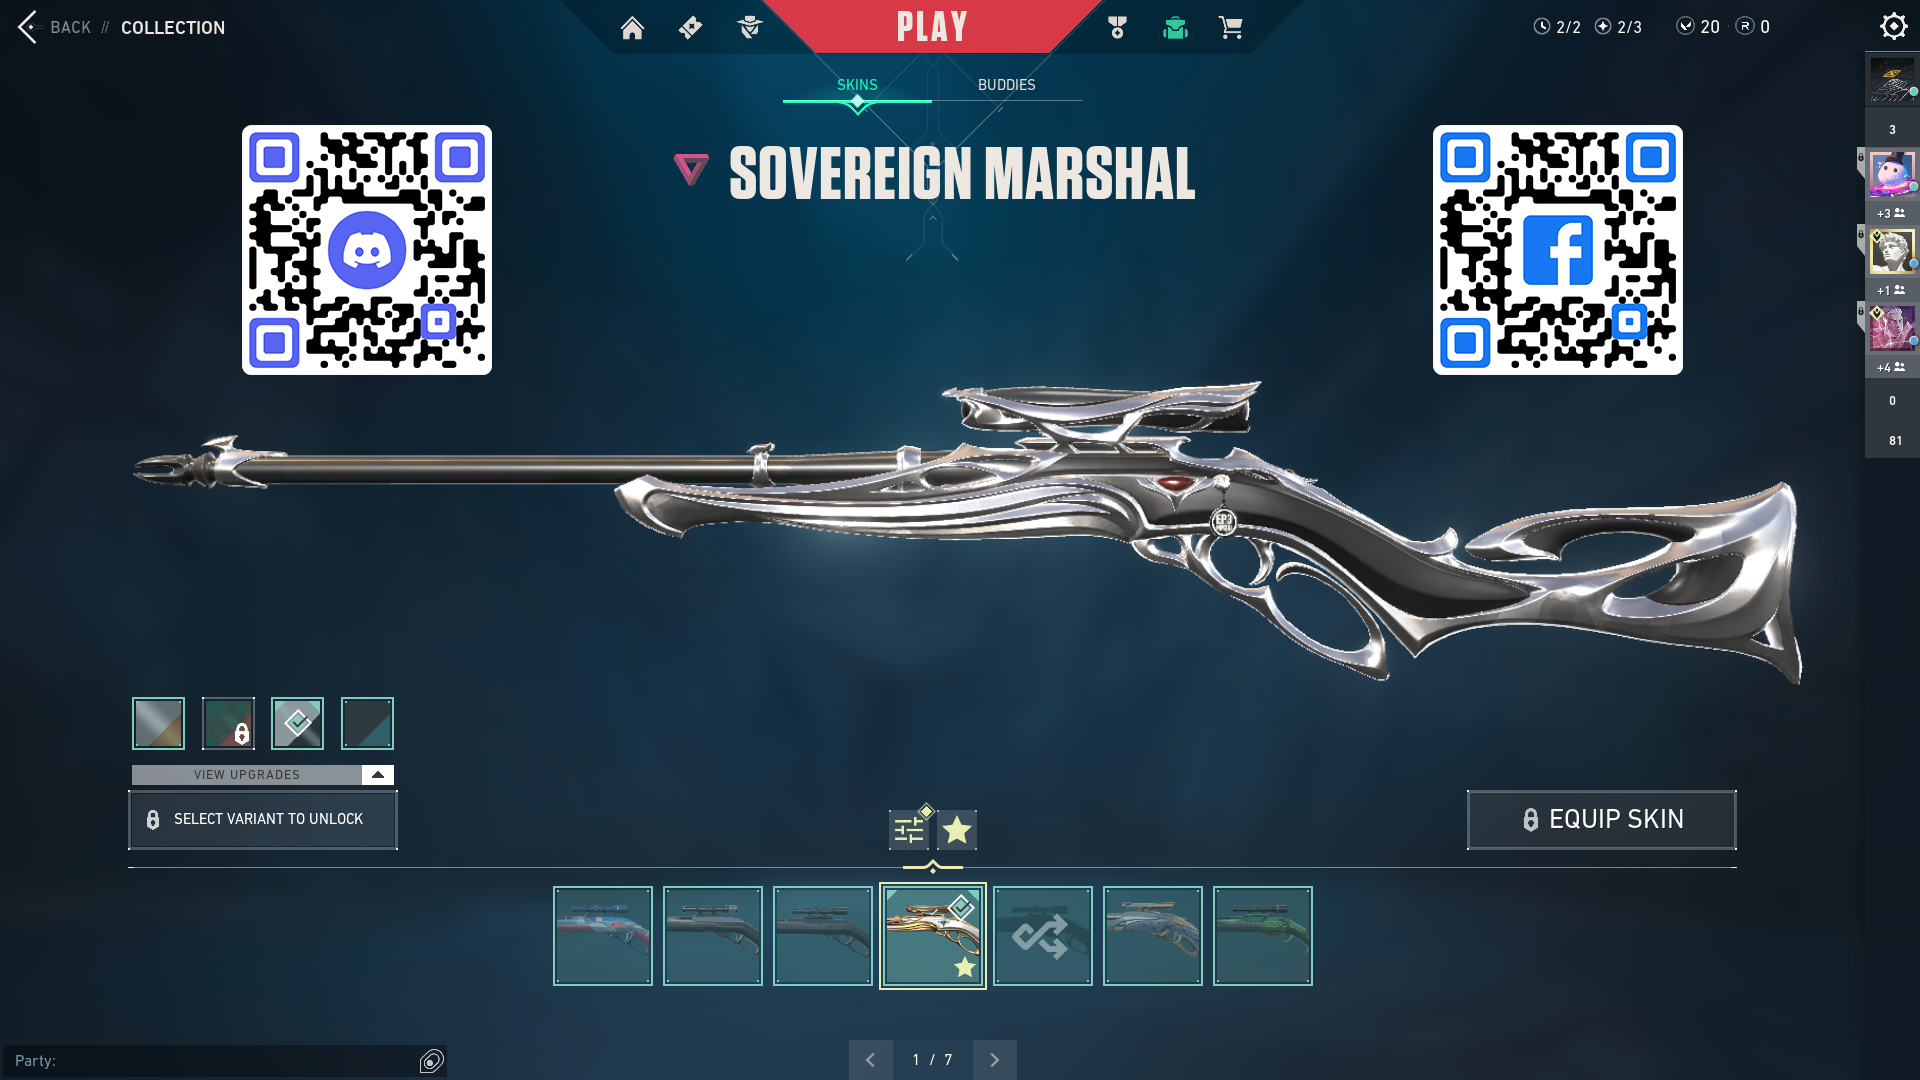 BACK // COLLECTION
PLAY
2/2 2/3 20 0
SKINS BUDDIES
SOVEREIGN MARSHAL
3
+3
+1
+4
0
81
EP3
VIEW UPGRADES
SELECT VARIANT TO UNLOCK
EQUIP SKIN
Party:
1 / 7